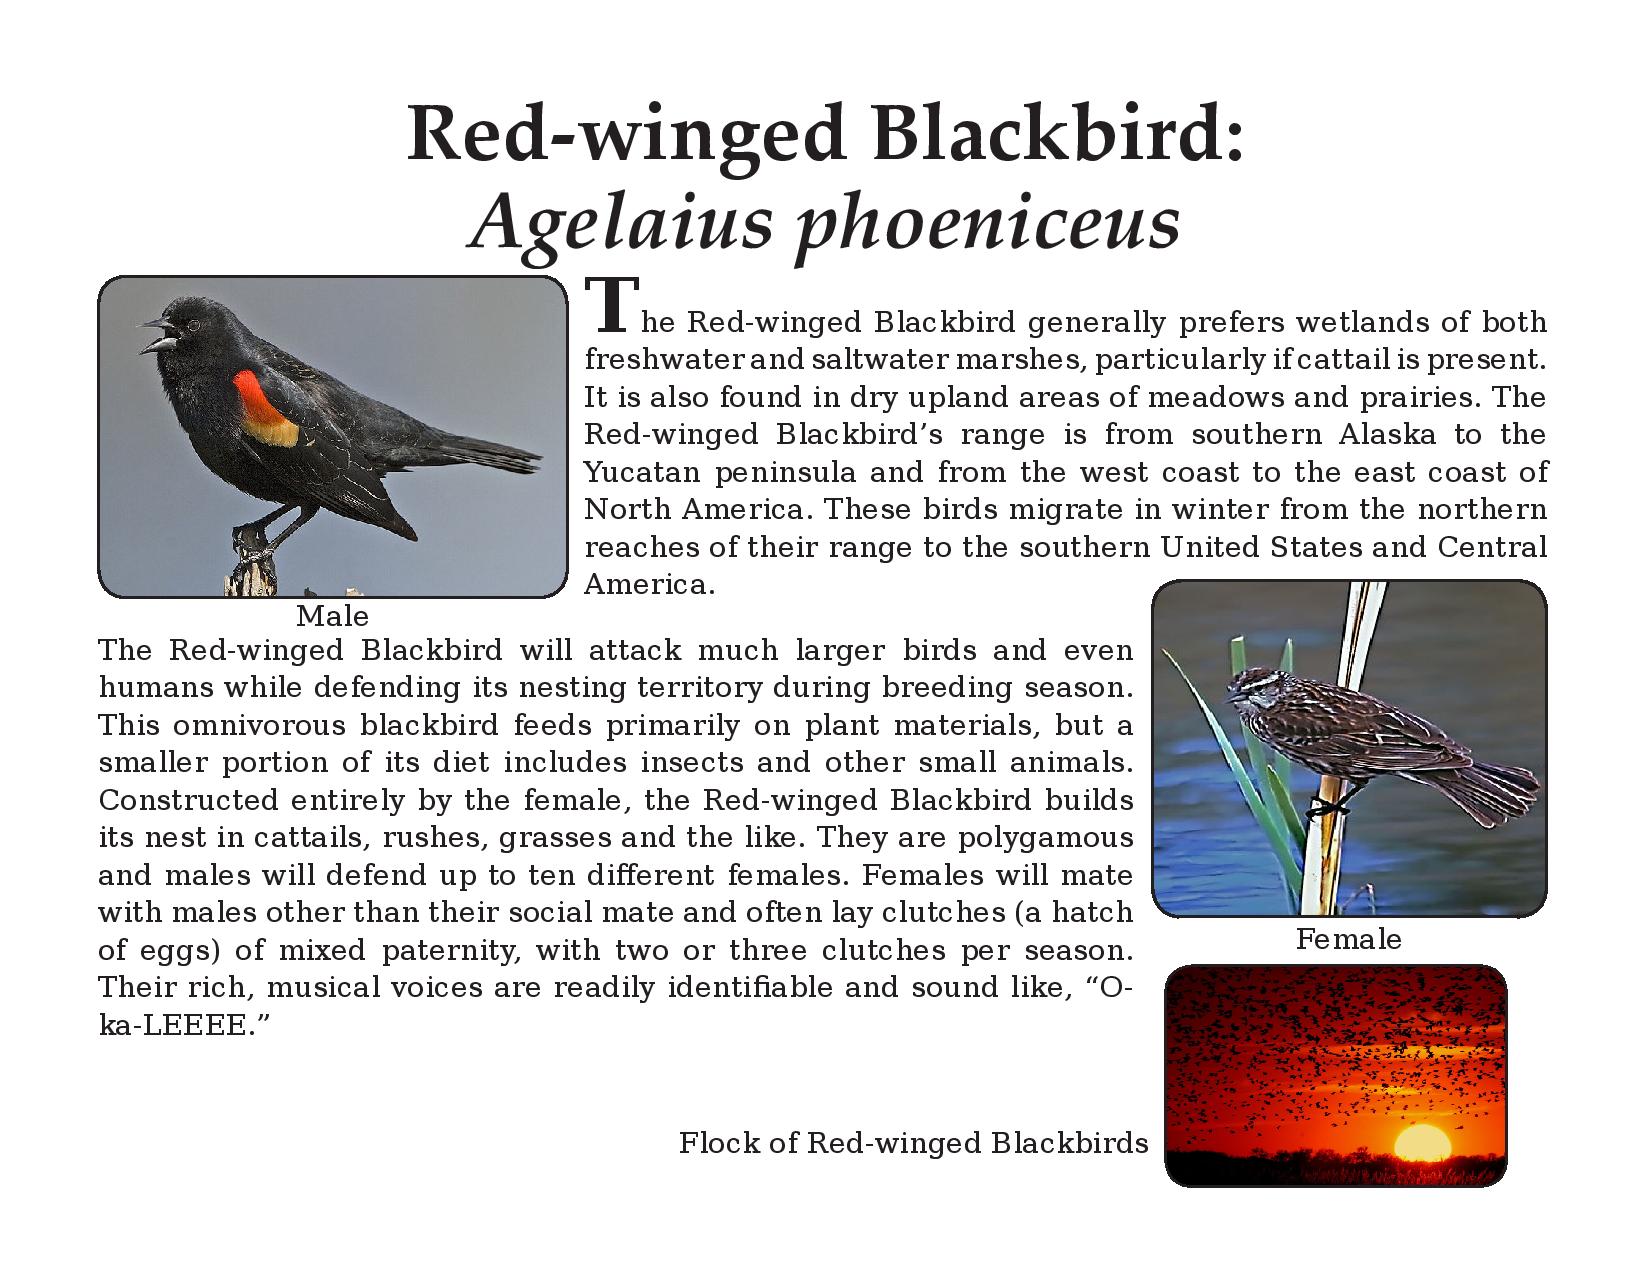 Red-winged Blackbird:
Agelaius phoeniceus
The Red-winged Blackbird generally prefers wetlands of both
freshwater and saltwater marshes, particularly if cattail is present.
It is also found in dry upland areas of meadows and prairies. The
Red-winged Blackbird’s range is from southern Alaska to the
Yucatan peninsula and from the west coast to the east coast of
North America. These birds migrate in winter from the northern
reaches of their range to the southern United States and Central
America.
Male
The Red-winged Blackbird will attack much larger birds and even
humans while defending its nesting territory during breeding season.
This omnivorous blackbird feeds primarily on plant materials, but a
smaller portion of its diet includes insects and other small animals.
Constructed entirely by the female, the Red-winged Blackbird builds
its nest in cattails, rushes, grasses and the like. They are polygamous
and males will defend up to ten different females. Females will mate
with males other than their social mate and often lay clutches (a hatch
of eggs) of mixed paternity, with two or three clutches per season.
Their rich, musical voices are readily identifiable and sound like, “O-
ka-LEEEE.”
Female
Flock of Red-winged Blackbirds